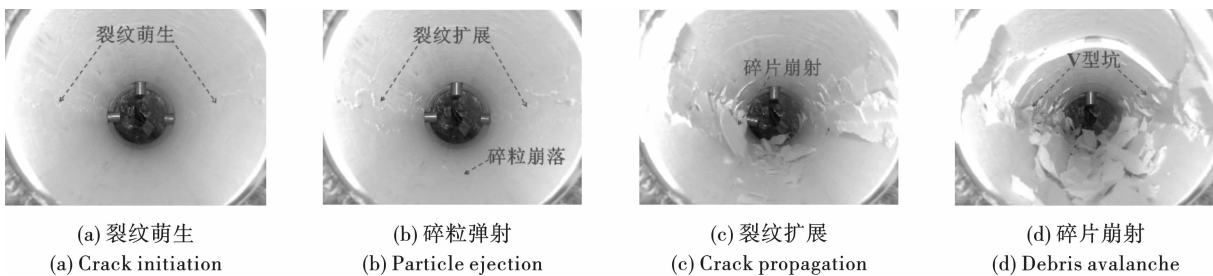 裂纹萌生
裂纹扩展
碎粒崩落
碎片崩射
V型坑
(a) 裂纹萌生
(a) Crack initiation
(b) 碎粒弹射
(b) Particle ejection
(c) 裂纹扩展
(c) Crack propagation
(d) 碎片崩射
(d) Debris avalanche